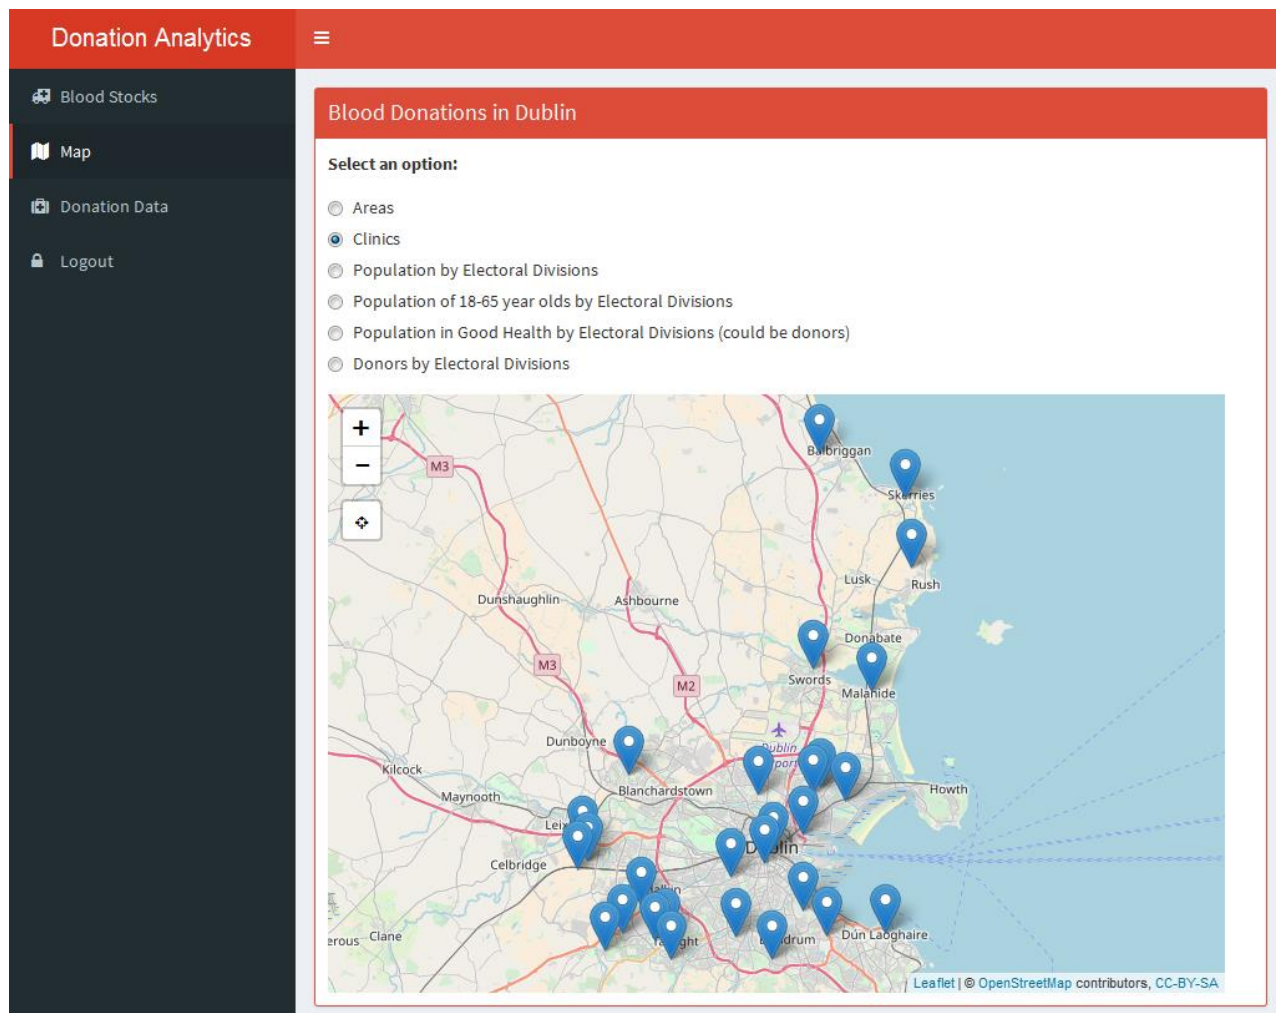 Donation Analytics
Blood Stocks
Map
Donation Data
Logout
Blood Donations in Dublin
Select an option:
Areas
Clinics
Population by Electoral Divisions
Population of 18-65 year olds by Electoral Divisions
Population in Good Health by Electoral Divisions (could be donors)
Donors by Electoral Divisions
+
−
Balbriggan
M3
Skerries
Lusk
Rush
Dunshaughlin
Ashbourne
Donabate
M3
Swords
M2
Malahide
Dunboyne
Dublin
Kilcock
Blanchardstown
Howth
Maynooth
Celbridge
Clane
Dún Laoghaire
Leaflet | © OpenStreetMap contributors, CC-BY-SA